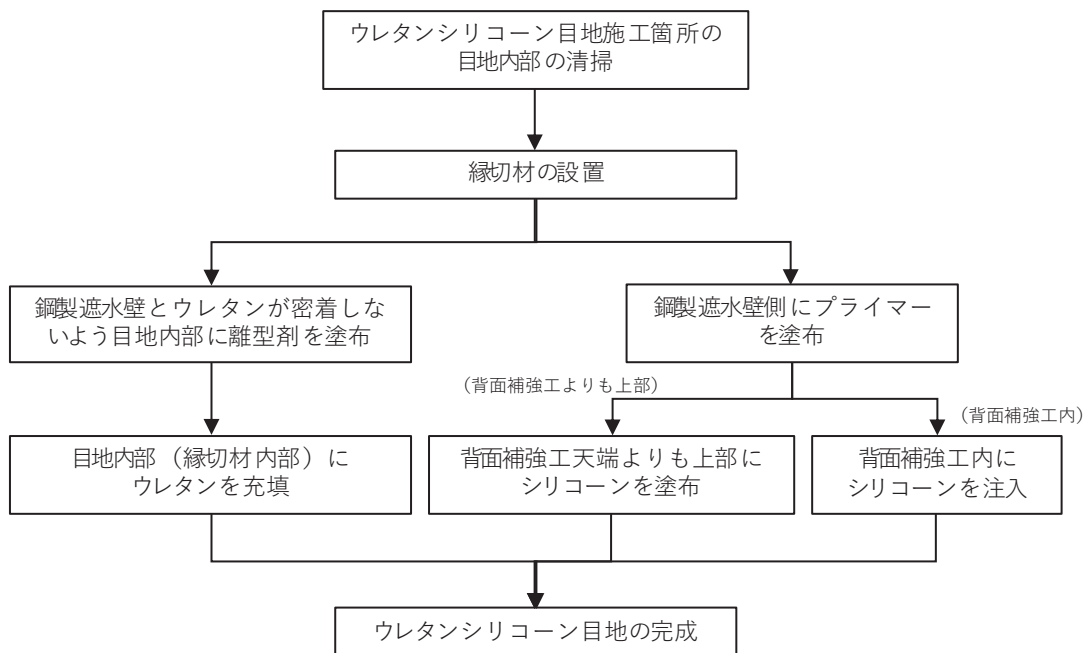 ウレタンシリコーン目地施工箇所の
目地内部の清掃
縁切材の設置
鋼製遮水壁とウレタンが密着しな
いよう目地内部に離型剤を塗布
鋼製遮水壁側にプライマー
を塗布
(背面補強工よりも上部)
(背面補強工内)
目地内部(縁切材内部)に
ウレタンを充填
背面補強工天端よりも上部に
シリコーンを塗布
背面補強工内に
シリコーンを注入
ウレタンシリコーン目地の完成